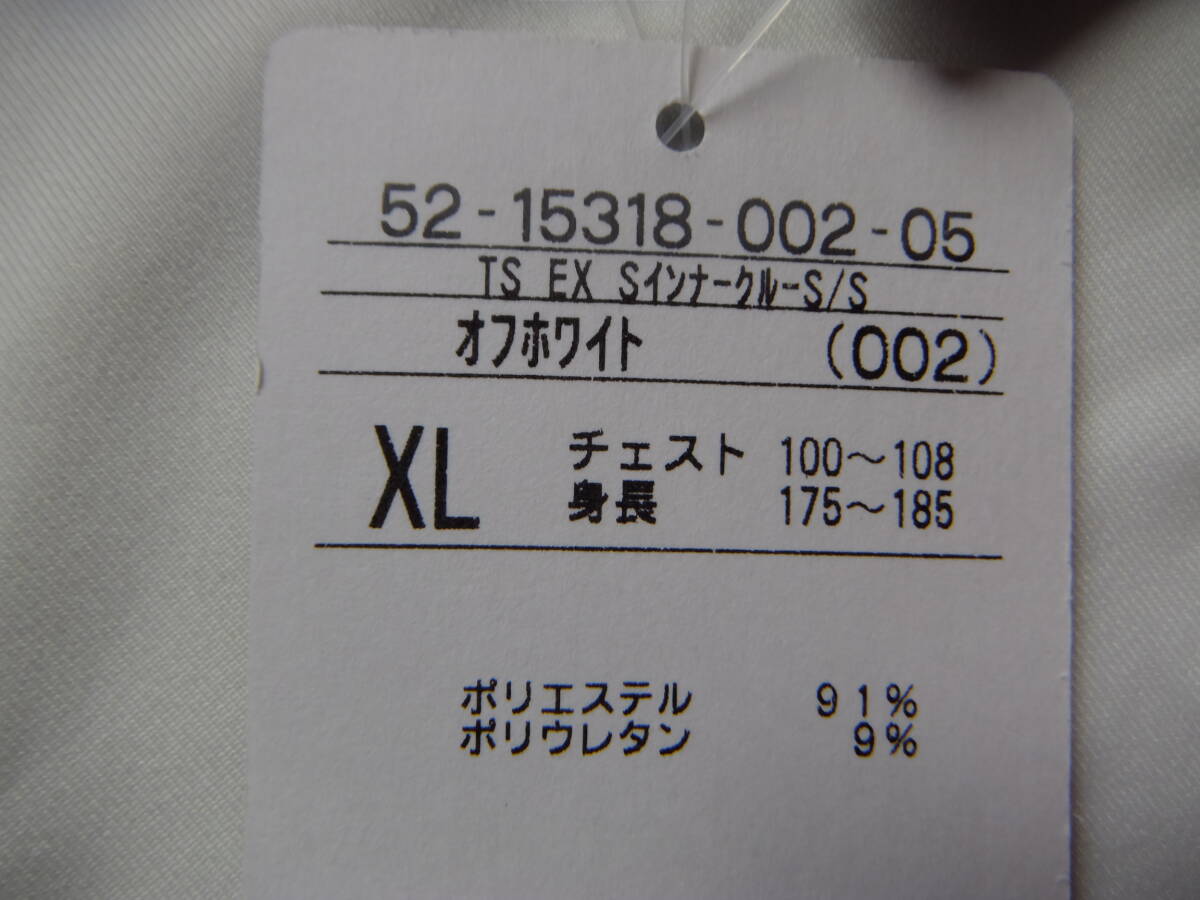 52-15318-002-05
TS EX SインナークルーS/S
オフホワイト (002)
XL チェスト 100～108
身長 175～185
ポリエステル 91%
ポリウレタン 9%